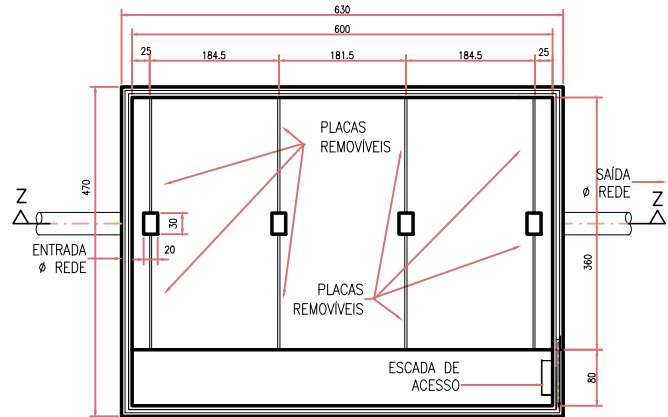 630
600
25
184.5
181.5
184.5
25
PLACAS
REMOVÍVEIS
470
SAÍDA
Ø REDE
Z
Z
30
20
ENTRADA
Ø REDE
360
PLACAS
REMOVÍVEIS
ESCADA DE
ACESSO
80